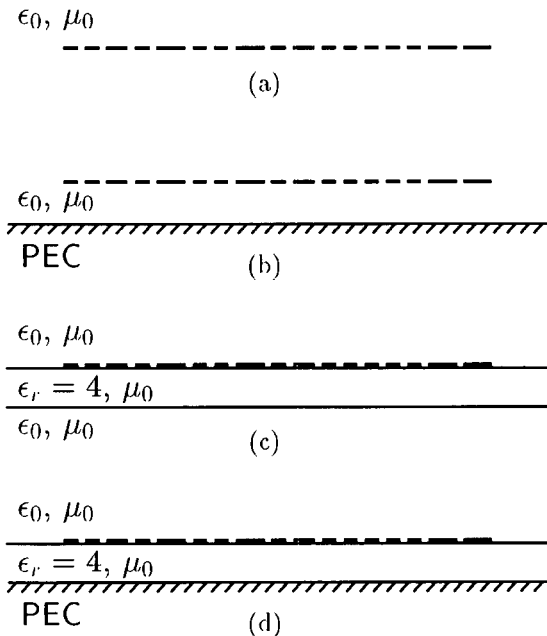 ϵ₀, μ₀
(a)
ϵ₀, μ₀
PEC
(b)
ϵ₀, μ₀
ϵᵣ = 4, μ₀
ϵ₀, μ₀
(c)
ϵ₀, μ₀
ϵᵣ = 4, μ₀
PEC
(d)